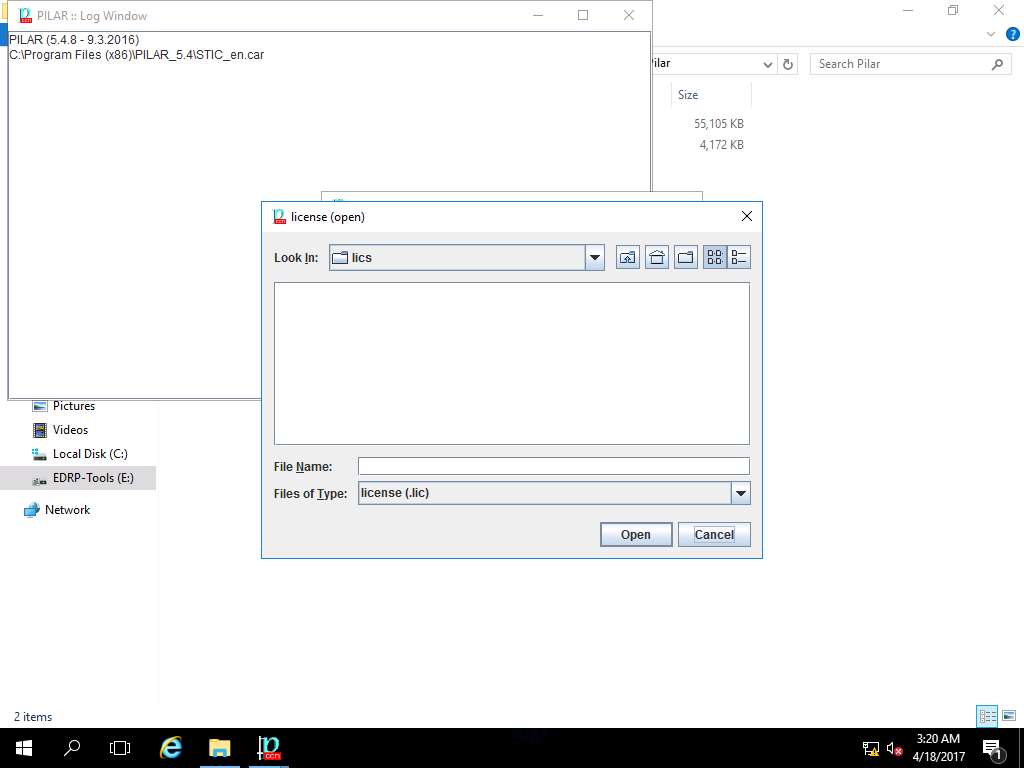 PILAR :: Log Window
PILAR (5.4.8 - 9.3.2016)
C:\Program Files (x86)\PILAR_5.4\STIC_en.car
ilar
Search Pilar
Size
55,105 KB
4,172 KB
license (open)
Look In:
lics
File Name:
Files of Type:
license (.lic)
Open
Cancel
Pictures
Videos
Local Disk (C:)
EDRP-Tools (E:)
Network
2 items
3:20 AM
4/18/2017
1